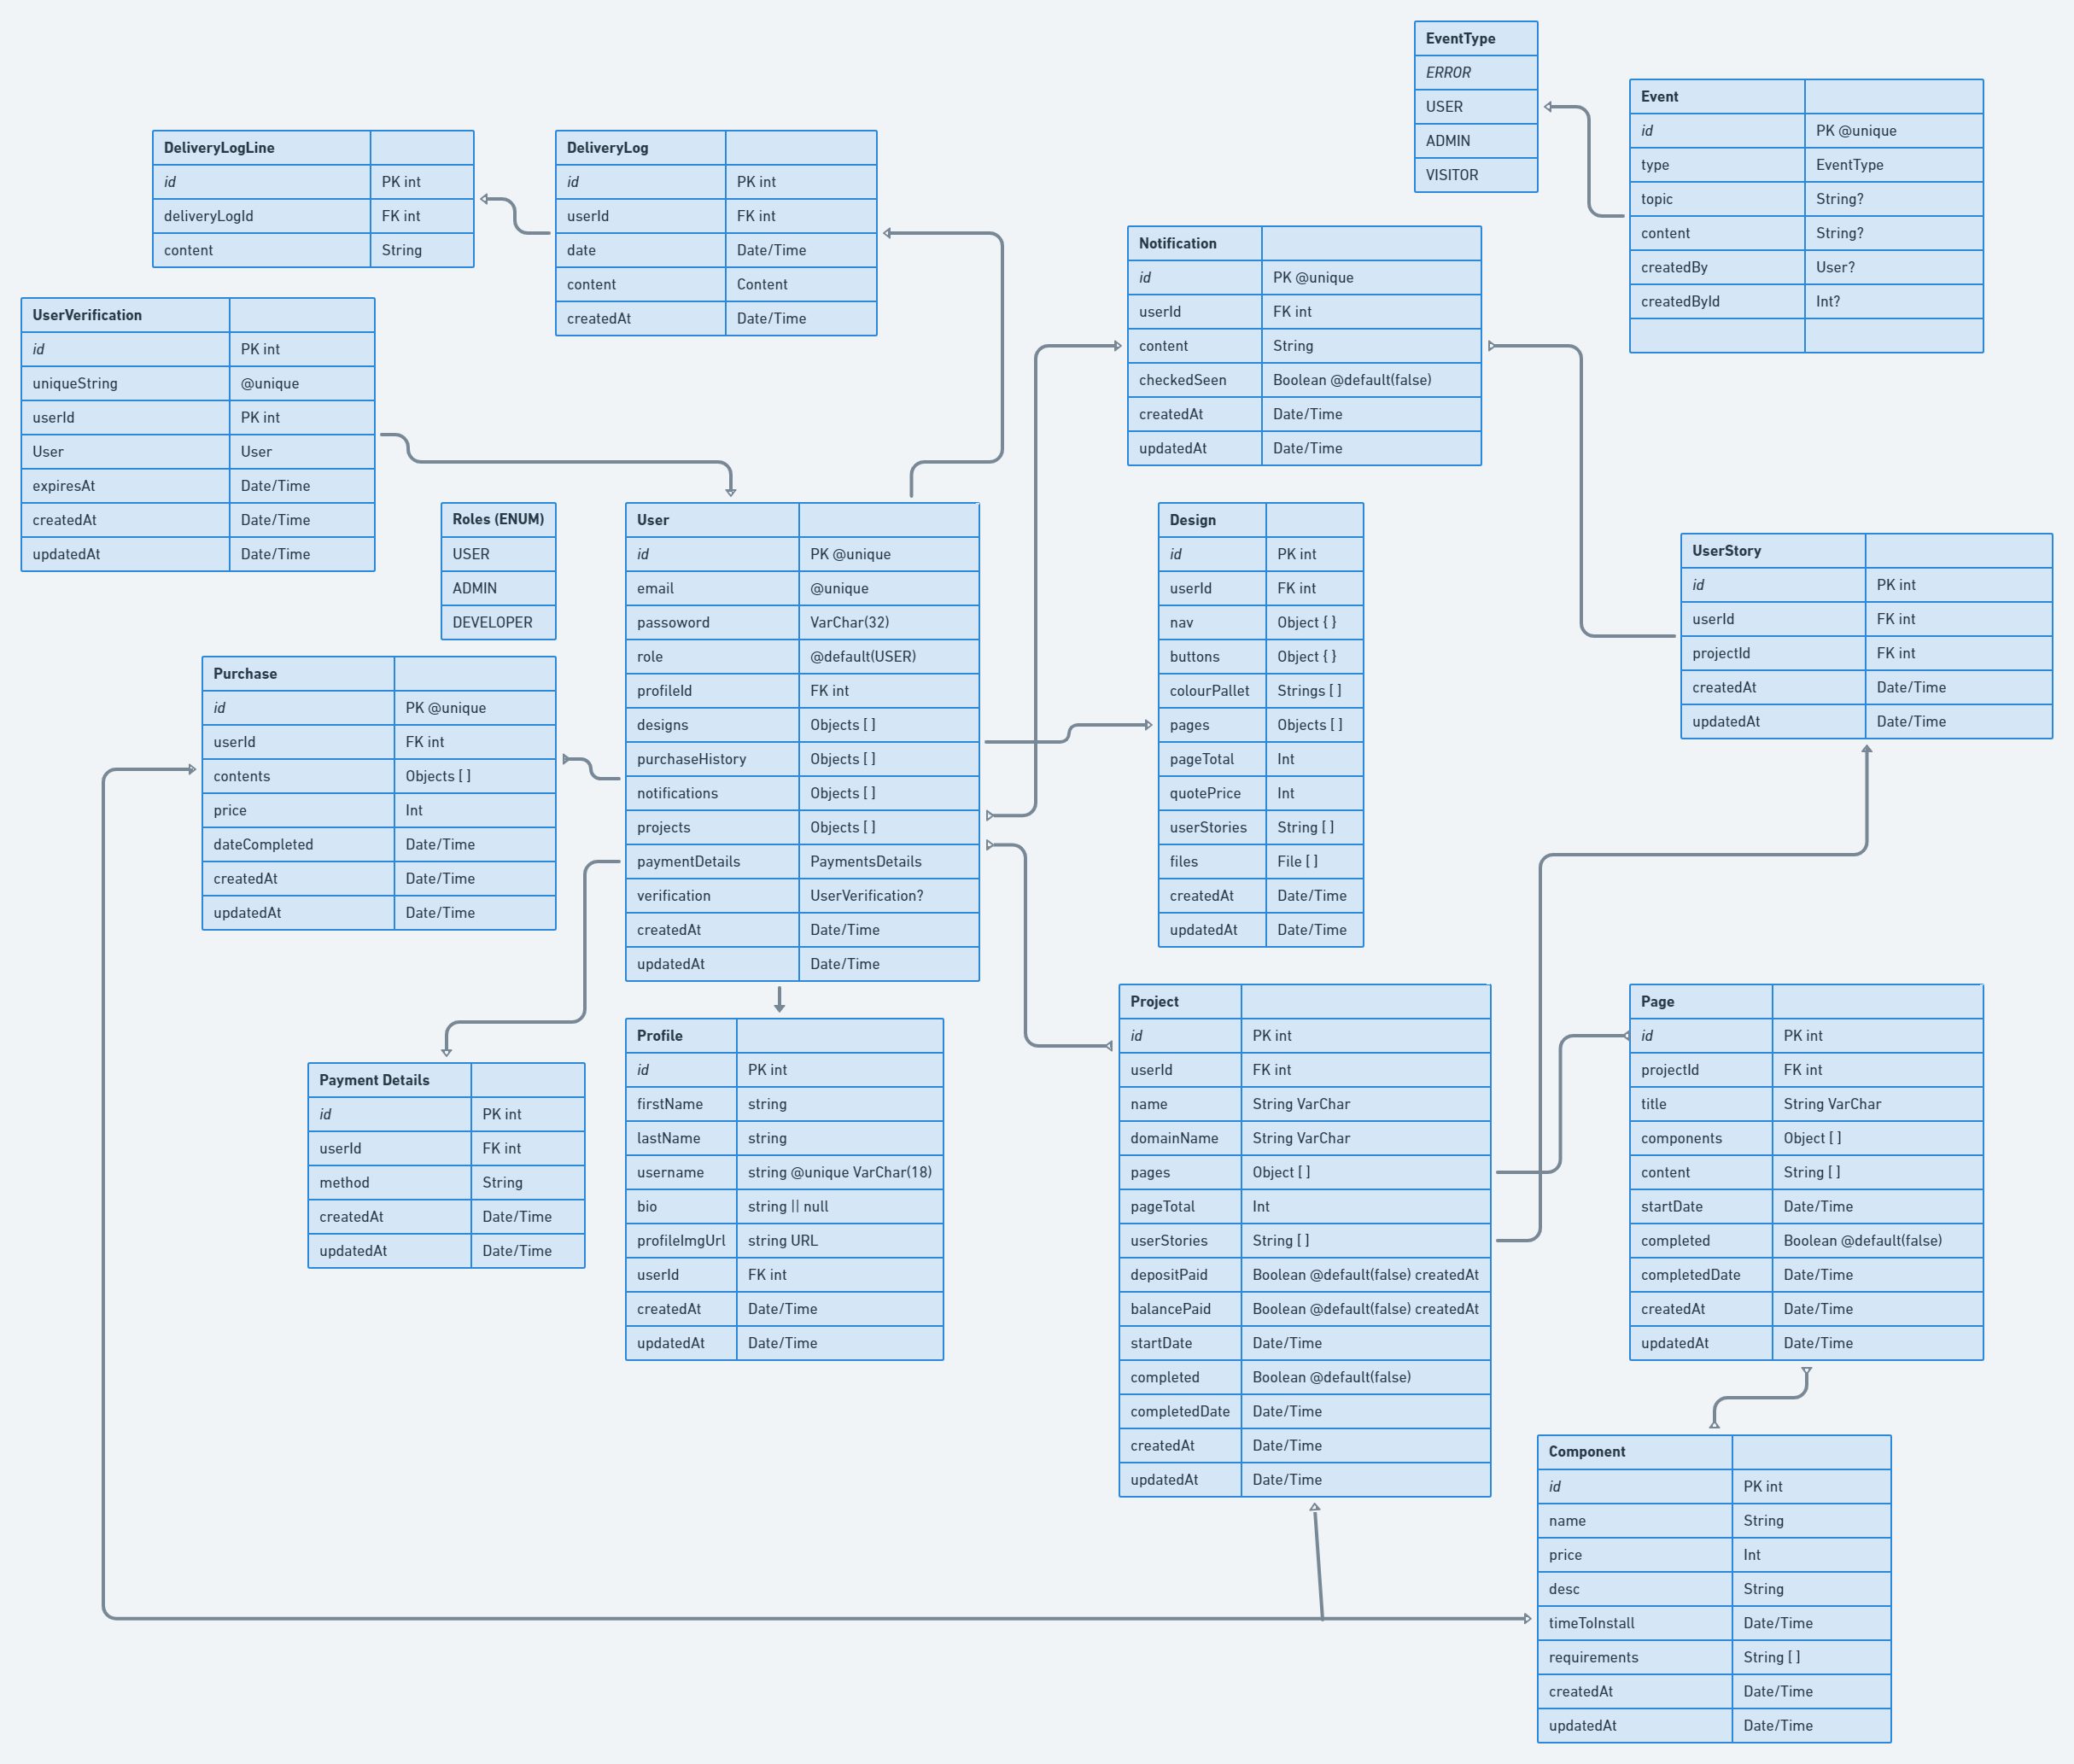 EventType
ERROR
USER
ADMIN
VISITOR
Event
id PK @unique
type EventType
topic String?
content String?
createdBy User?
createdById Int?
DeliveryLogLine
id PK int
deliveryLogId FK int
content String
DeliveryLog
id PK int
userId FK int
date Date/Time
content Content
createdAt Date/Time
Notification
id PK @unique
userId FK int
content String
checkedSeen Boolean @default(false)
createdAt Date/Time
updatedAt Date/Time
UserVerification
id PK int
uniqueString @unique
userId PK int
User User
expiresAt Date/Time
createdAt Date/Time
updatedAt Date/Time
Roles (ENUM)
USER
ADMIN
DEVELOPER
User
id PK @unique
email @unique
passoword VarChar(32)
role @default(USER)
profileId FK int
designs Objects [ ]
purchaseHistory Objects [ ]
notifications Objects [ ]
projects Objects [ ]
paymentDetails PaymentsDetails
verification UserVerification?
createdAt Date/Time
updatedAt Date/Time
Design
id PK int
userId FK int
nav Object { }
buttons Object { }
colourPallet Strings [ ]
pages Objects [ ]
pageTotal Int
quotePrice Int
userStories String [ ]
files File [ ]
createdAt Date/Time
updatedAt Date/Time
UserStory
id PK int
userId FK int
projectId FK int
createdAt Date/Time
updatedAt Date/Time
Purchase
id PK @unique
userId FK int
contents Objects [ ]
price Int
dateCompleted Date/Time
createdAt Date/Time
updatedAt Date/Time
Payment Details
id PK int
userId FK int
method String
createdAt Date/Time
updatedAt Date/Time
Profile
id PK int
firstName string
lastName string
username string @unique VarChar(18)
bio string || null
profileImgUrl string URL
userId FK int
createdAt Date/Time
updatedAt Date/Time
Project
id PK int
userId FK int
name String VarChar
domainName String VarChar
pages Object [ ]
pageTotal Int
userStories String [ ]
depositPaid Boolean @default(false) createdAt
balancePaid Boolean @default(false) createdAt
startDate Date/Time
completed Boolean @default(false)
completedDate Date/Time
createdAt Date/Time
updatedAt Date/Time
Page
id PK int
projectId FK int
title String VarChar
components Object [ ]
content String [ ]
startDate Date/Time
completed Boolean @default(false)
completedDate Date/Time
createdAt Date/Time
updatedAt Date/Time
Component
id PK int
name String
price Int
desc String
timeToInstall Date/Time
requirements String [ ]
createdAt Date/Time
updatedAt Date/Time